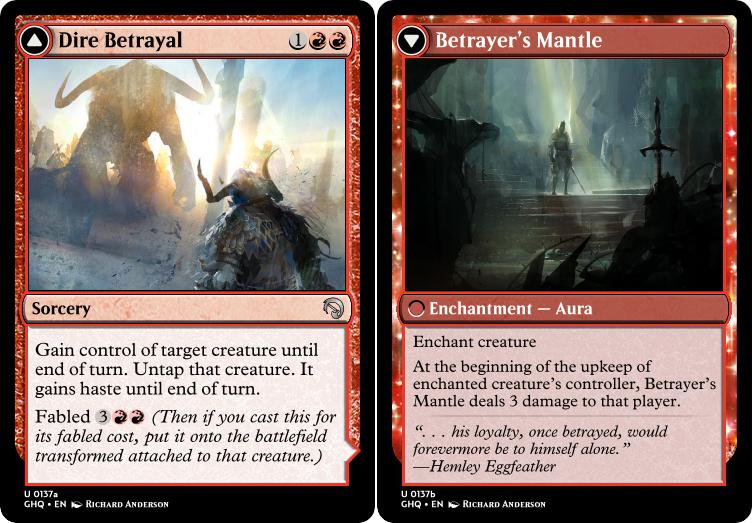 Dire Betrayal 1
Sorcery
Gain control of target creature until
end of turn. Untap that creature. It
gains haste until end of turn.
Fabled 3 (Then if you cast this for
its fabled cost, put it onto the battlefield
transformed attached to that creature.)
U 0137a
GHQ • EN Richard Anderson
Betrayer's Mantle
Enchantment — Aura
Enchant creature
At the beginning of the upkeep of
enchanted creature's controller, Betrayer's
Mantle deals 3 damage to that player.
“. . . his loyalty, once betrayed, would
forevermore be to himself alone.”
—Hemley Eggfeather
U 0137b
GHQ • EN Richard Anderson